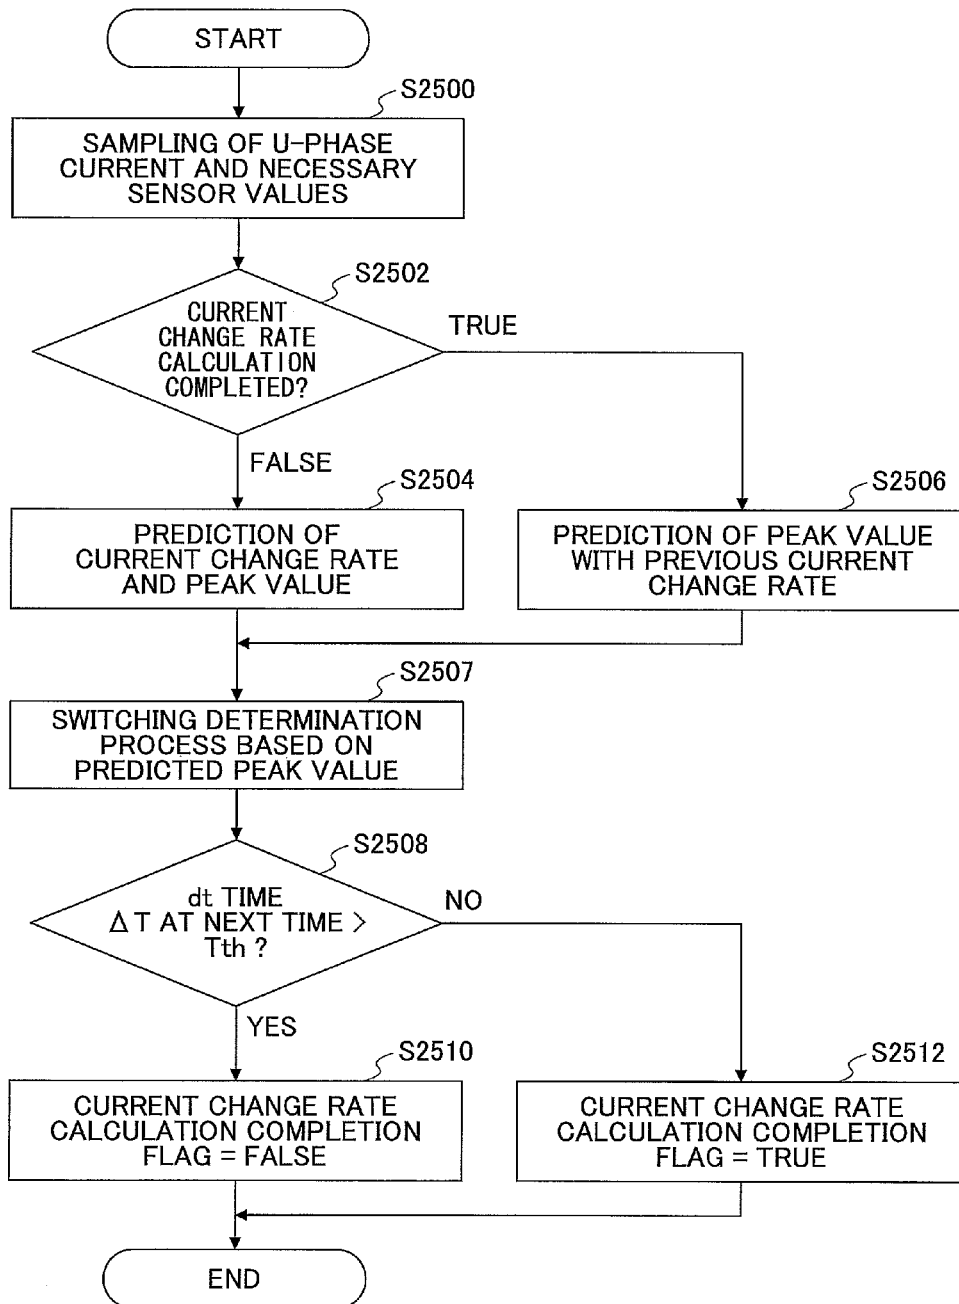 START
S2500
SAMPLING OF U-PHASE
CURRENT AND NECESSARY
SENSOR VALUES
S2502
CURRENT
CHANGE RATE
CALCULATION
COMPLETED?
TRUE
FALSE
S2504
PREDICTION OF
CURRENT CHANGE RATE
AND PEAK VALUE
S2506
PREDICTION OF PEAK VALUE
WITH PREVIOUS CURRENT
CHANGE RATE
S2507
SWITCHING DETERMINATION
PROCESS BASED ON
PREDICTED PEAK VALUE
S2508
dt TIME
ΔT AT NEXT TIME >
Tth ?
NO
YES
S2510
CURRENT CHANGE RATE
CALCULATION COMPLETION
FLAG = FALSE
S2512
CURRENT CHANGE RATE
CALCULATION COMPLETION
FLAG = TRUE
END